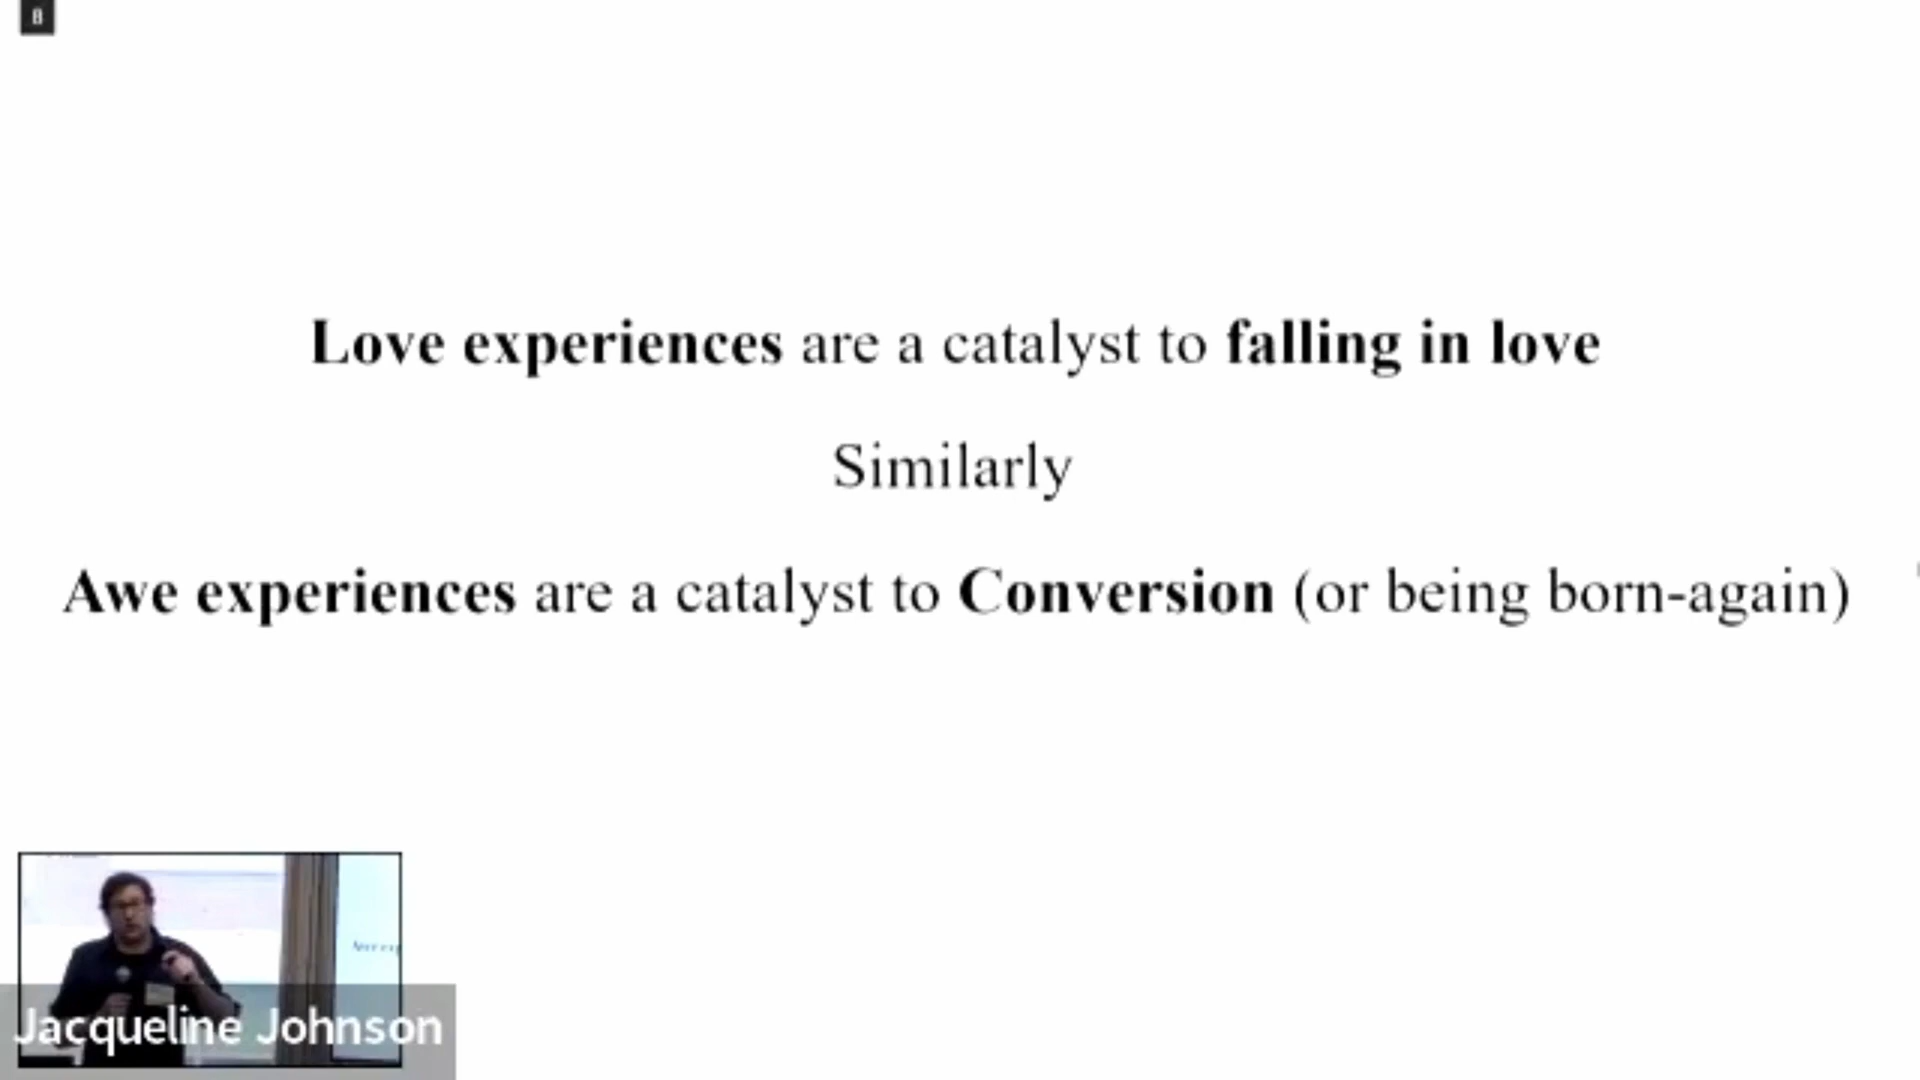 Love experiences are a catalyst to falling in love
Similarly
Awe experiences are a catalyst to Conversion (or being born-again)
Jacqueline Johnson